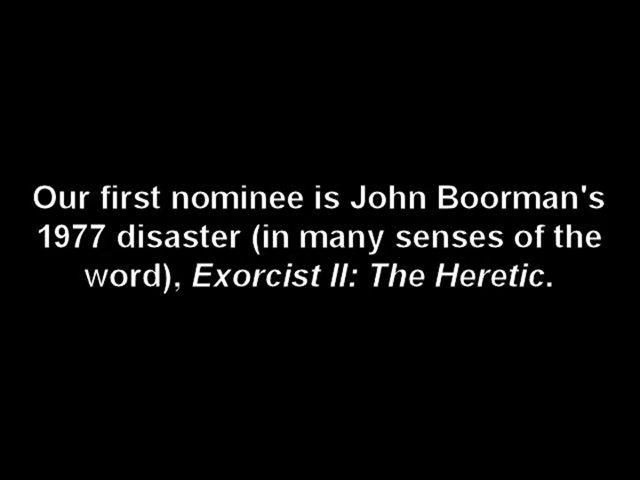 Our first nominee is John Boorman's
1977 disaster (in many senses of the
word), Exorcist II: The Heretic.